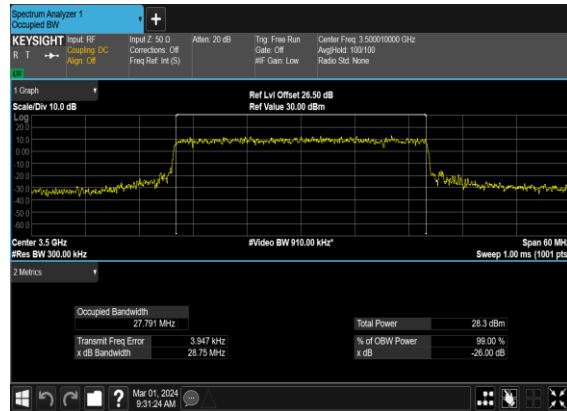 Spectrum Analyzer 1
Occupied BW
+
KEYSIGHT Input: RF Input Z: 50 Ω Atten: 20 dB Trig: Free Run Center Freq: 3.500010000 GHz
R T Coupling: DC Corrections: Off Gate: Off Avg|Hold: 100/100
Align: Off Freq Ref: Int (S) #IF Gain: Low Radio Std: None
1 Graph
Ref Lvl Offset 26.50 dB
Scale/Div 10.0 dB Ref Value 30.00 dBm
Log
20.0
10.0
0.00
-10.0
-20.0
-30.0
-40.0
-50.0
-60.0
Center 3.5 GHz #Video BW 910.00 kHz* Span 60 MHz
#Res BW 300.00 kHz Sweep 1.00 ms (1001 pts
2 Metrics
Occupied Bandwidth
27.791 MHz Total Power 28.3 dBm
Transmit Freq Error 3.947 kHz % of OBW Power 99.00 %
x dB Bandwidth 28.75 MHz x dB -26.00 dB
? Mar 01, 2024
9:31:24 AM